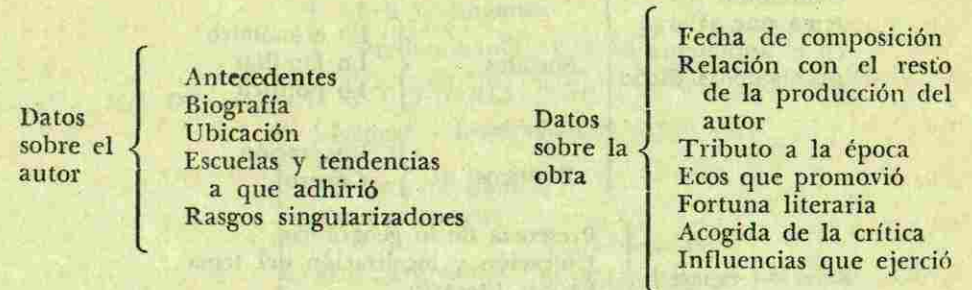 Datos
sobre el
autor
Antecedentes
Biografía
Ubicación
Escuelas y tendencias
a que adhirió
Rasgos singularizadores
Datos
sobre la
obra
Fecha de composición
Relación con el resto
de la producción del
autor
Tributo a la época
Ecos que promovió
Fortuna literaria
Acogida de la crítica
Influencias que ejerció